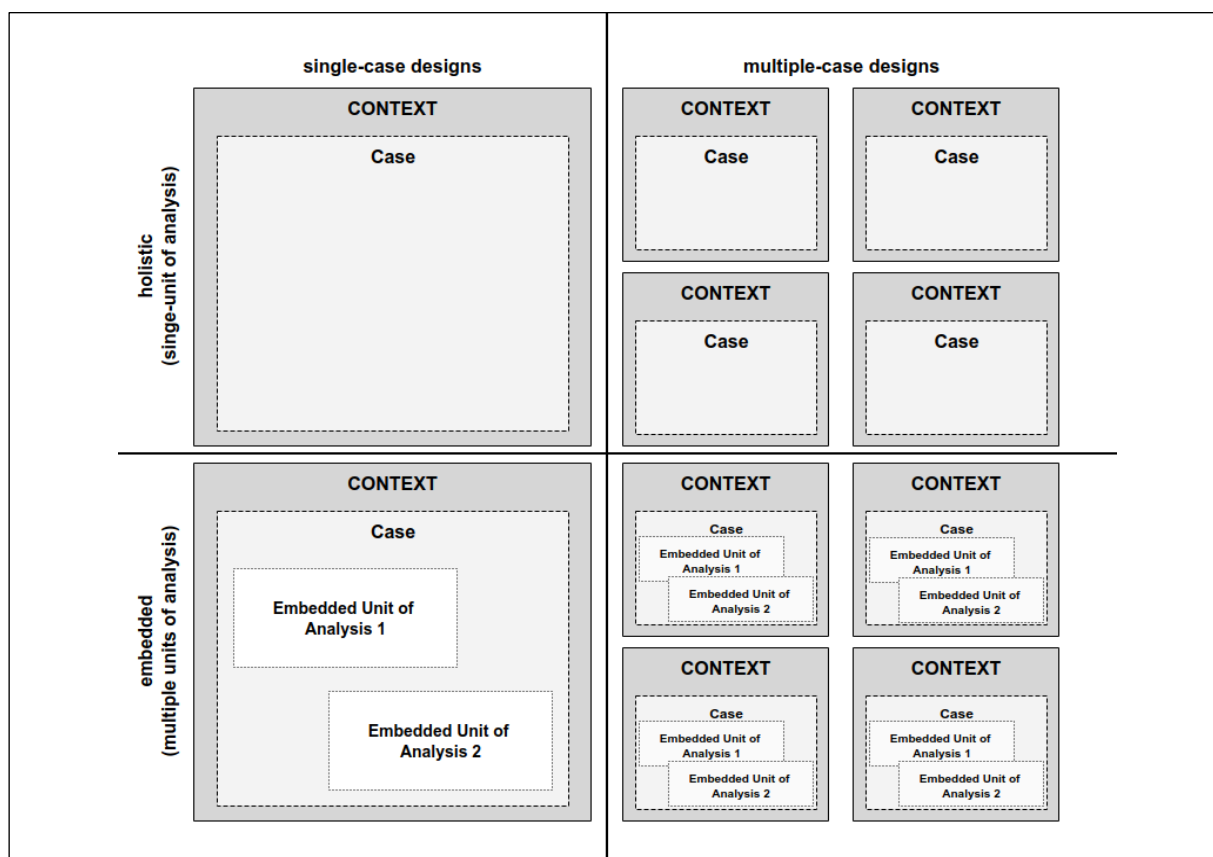 single-case designs
multiple-case designs
holistic
(singe-unit of analysis)
CONTEXT
Case
CONTEXT
Case
CONTEXT
Case
CONTEXT
Case
CONTEXT
Case
embedded
(multiple units of analysis)
CONTEXT
Case
Embedded Unit of
Analysis 1
Embedded Unit of
Analysis 2
CONTEXT
Case
Embedded Unit of
Analysis 1
Embedded Unit of
Analysis 2
CONTEXT
Case
Embedded Unit of
Analysis 1
Embedded Unit of
Analysis 2
CONTEXT
Case
Embedded Unit of
Analysis 1
Embedded Unit of
Analysis 2
CONTEXT
Case
Embedded Unit of
Analysis 1
Embedded Unit of
Analysis 2